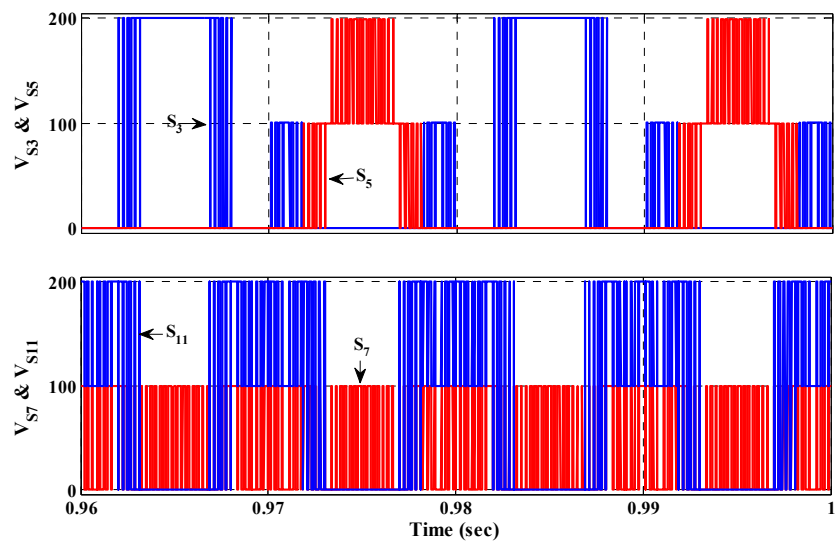 200
100
0
V_S3 & V_S5
S_3
S_5
200
100
0
V_S7 & V_S11
S_11
S_7
0.96 0.97 0.98 0.99 1
Time (sec)